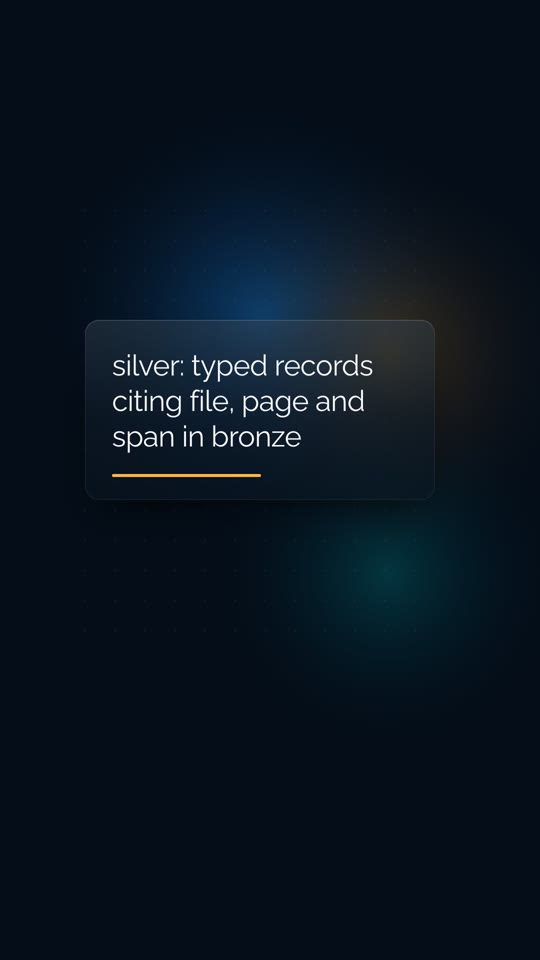 silver: typed records
citing file, page and
span in bronze